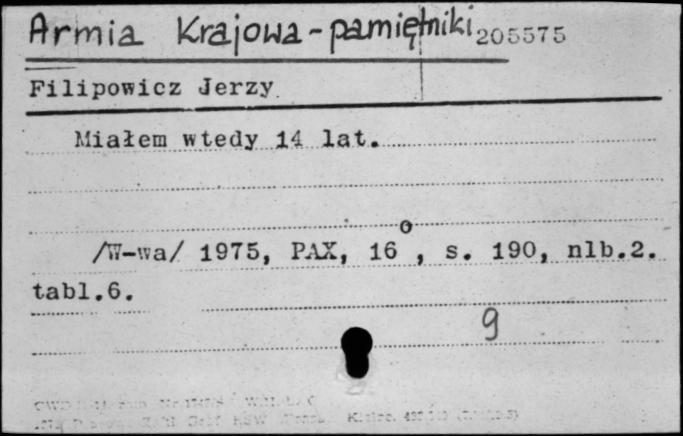 Armia Krajowa - pamiętniki 205575
Filipowicz Jerzy
Miałem wtedy 14 lat.
/W-wa/ 1975, PAX, 16°, s. 190, nlb.2.
tabl.6.
9